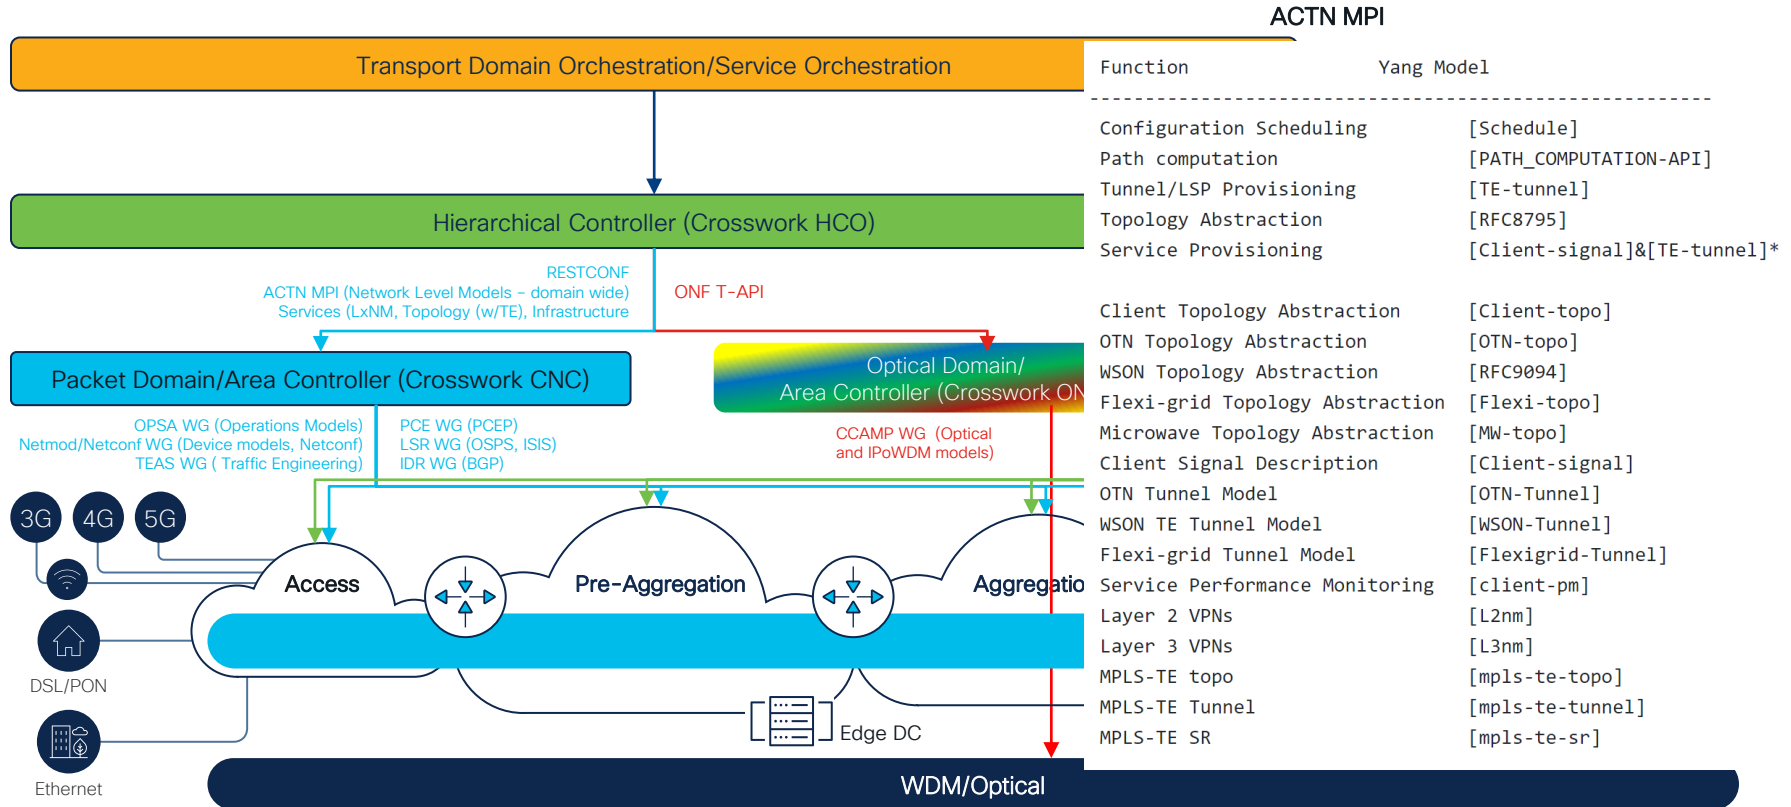 ACTN MPI
Transport Domain Orchestration/Service Orchestration
Hierarchical Controller (Crosswork HCO)
RESTCONF
ACTN MPI (Network Level Models – domain wide)
Services (LxNM, Topology (w/TE), Infrastructure
ONF T-API
Packet Domain/Area Controller (Crosswork CNC)
Optical Domain/
Area Controller (Crosswork ON
OPSA WG (Operations Models)
Netmod/Netconf WG (Device models, Netconf)
TEAS WG ( Traffic Engineering)
PCE WG (PCEP)
LSR WG (OSPS, ISIS)
IDR WG (BGP)
CCAMP WG (Optical
and IPoWDM models)
3G
4G
5G
Access
Pre-Aggregation
Aggregatio
DSL/PON
Edge DC
Ethernet
WDM/Optical
Function Yang Model
-------------------------------------------------------
Configuration Scheduling [Schedule]
Path computation [PATH_COMPUTATION-API]
Tunnel/LSP Provisioning [TE-tunnel]
Topology Abstraction [RFC8795]
Service Provisioning [Client-signal]&[TE-tunnel]*
Client Topology Abstraction [Client-topo]
OTN Topology Abstraction [OTN-topo]
WSON Topology Abstraction [RFC9094]
Flexi-grid Topology Abstraction [Flexi-topo]
Microwave Topology Abstraction [MW-topo]
Client Signal Description [Client-signal]
OTN Tunnel Model [OTN-Tunnel]
WSON TE Tunnel Model [WSON-Tunnel]
Flexi-grid Tunnel Model [Flexigrid-Tunnel]
Service Performance Monitoring [client-pm]
Layer 2 VPNs [L2nm]
Layer 3 VPNs [L3nm]
MPLS-TE topo [mpls-te-topo]
MPLS-TE Tunnel [mpls-te-tunnel]
MPLS-TE SR [mpls-te-sr]